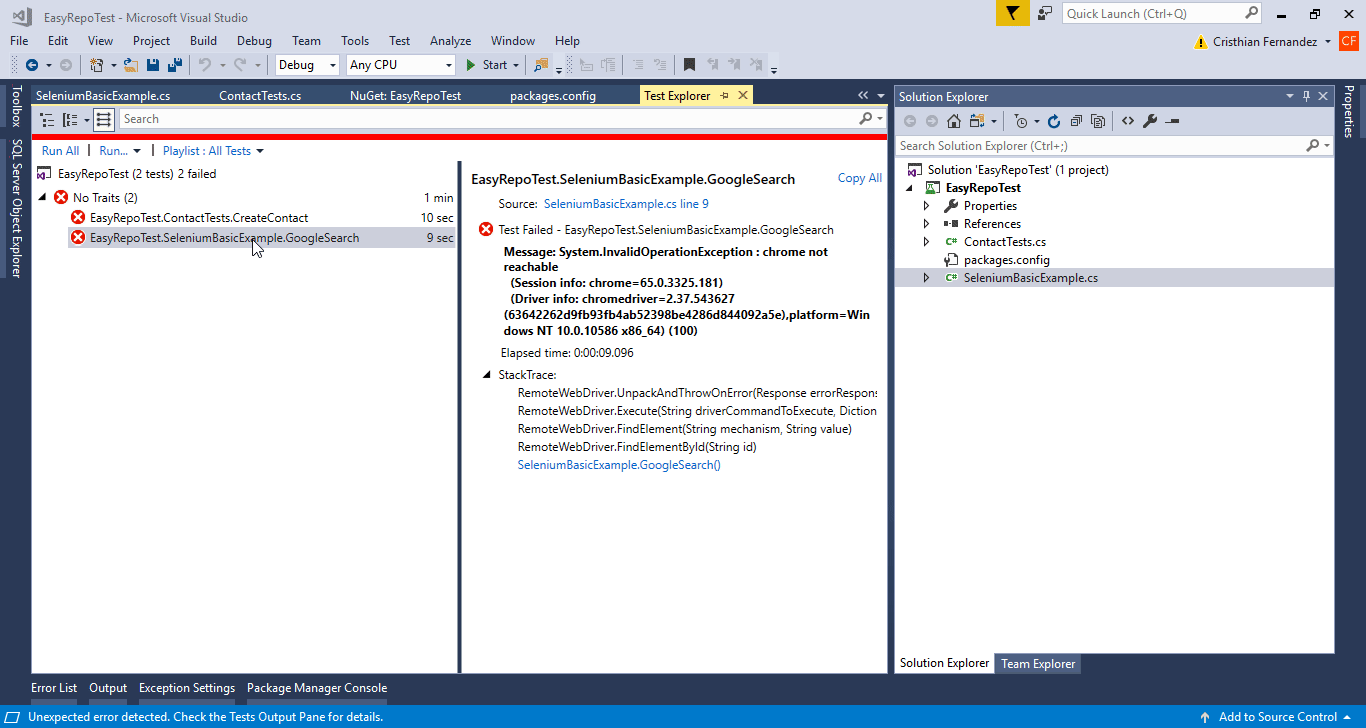 EasyRepoTest - Microsoft Visual Studio
Quick Launch (Ctrl+Q)
File Edit View Project Build Debug Team Tools Test Analyze Window Help
Cristhian Fernandez CF
Debug Any CPU Start
Toolbox
SQL Server Object Explorer
SeleniumBasicExample.cs ContactTests.cs NuGet: EasyRepoTest packages.config Test Explorer
Search
Run All | Run... | Playlist : All Tests
EasyRepoTest (2 tests) 2 failed
No Traits (2) 1 min
EasyRepoTest.ContactTests.CreateContact 10 sec
EasyRepoTest.SeleniumBasicExample.GoogleSearch 9 sec
EasyRepoTest.SeleniumBasicExample.GoogleSearch Copy All
Source: SeleniumBasicExample.cs line 9
Test Failed - EasyRepoTest.SeleniumBasicExample.GoogleSearch
Message: System.InvalidOperationException : chrome not
reachable
(Session info: chrome=65.0.3325.181)
(Driver info: chromedriver=2.37.543627
(63642262d9fb93fb4ab52398be4286d844092a5e),platform=Win
dows NT 10.0.10586 x86_64) (100)
Elapsed time: 0:00:09.096
StackTrace:
RemoteWebDriver.UnpackAndThrowOnError(Response errorRespons
RemoteWebDriver.Execute(String driverCommandToExecute, Diction
RemoteWebDriver.FindElement(String mechanism, String value)
RemoteWebDriver.FindElementById(String id)
SeleniumBasicExample.GoogleSearch()
Solution Explorer
Search Solution Explorer (Ctrl+;)
Solution 'EasyRepoTest' (1 project)
EasyRepoTest
Properties
References
C# ContactTests.cs
packages.config
C# SeleniumBasicExample.cs
Solution Explorer Team Explorer
Properties
Error List Output Exception Settings Package Manager Console
Unexpected error detected. Check the Tests Output Pane for details.
Add to Source Control